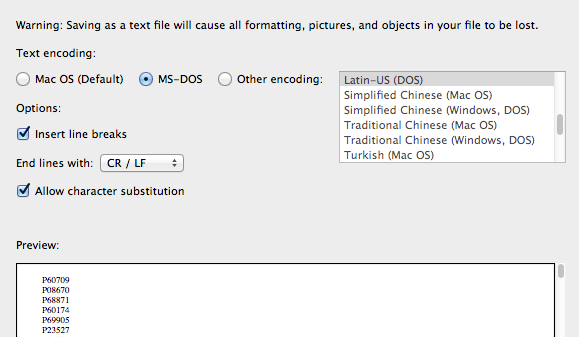 Warning: Saving as a text file will cause all formatting, pictures, and objects in your file to be lost.
Text encoding:
Mac OS (Default) MS-DOS Other encoding:
Latin-US (DOS)
Simplified Chinese (Mac OS)
Simplified Chinese (Windows, DOS)
Traditional Chinese (Mac OS)
Traditional Chinese (Windows, DOS)
Turkish (Mac OS)
Options:
Insert line breaks
End lines with: CR / LF
Allow character substitution
Preview:
P60709
P08670
P68871
P60174
P69905
P23527